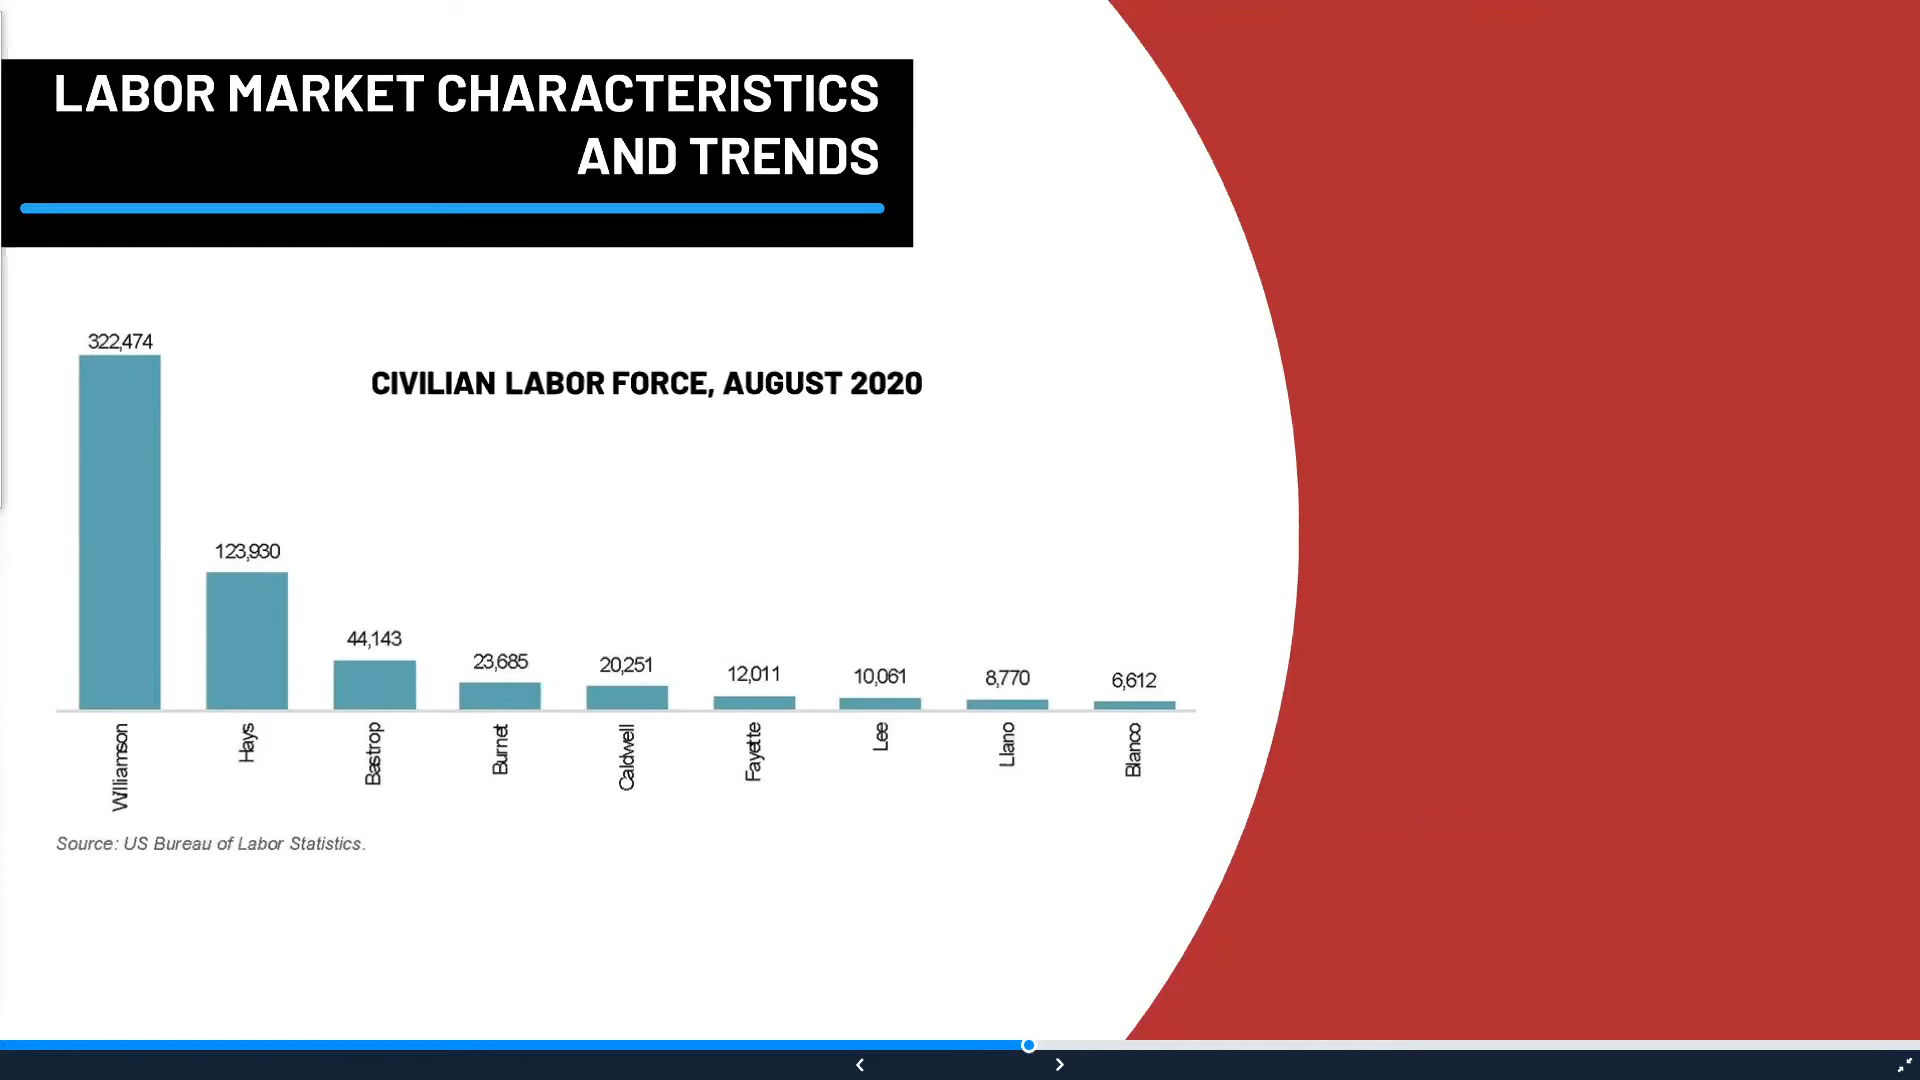 LABOR MARKET CHARACTERISTICS
AND TRENDS
CIVILIAN LABOR FORCE, AUGUST 2020
322,474
123,930
44,143
23,685
20,251
12,011
10,061
8,770
6,612
Williamson
Hays
Bastrop
Burnet
Caldwell
Fayette
Lee
Llano
Blanco
Source: US Bureau of Labor Statistics.